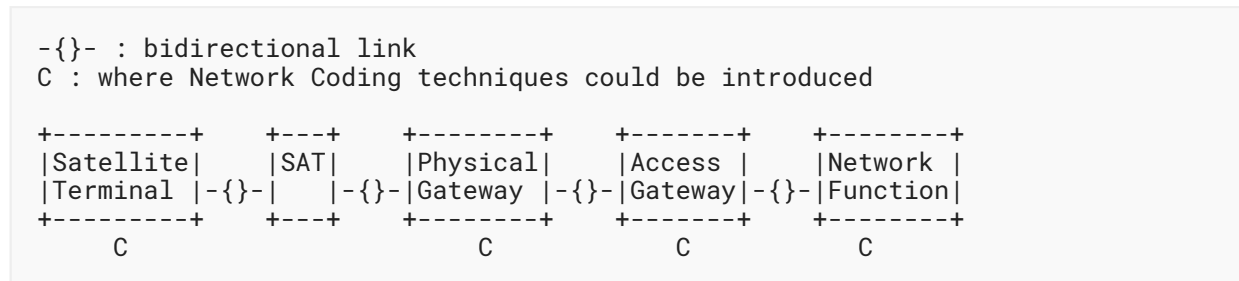 -{}- : bidirectional link
C : where Network Coding techniques could be introduced

+---------+    +---+    +--------+    +-------+    +--------+
|Satellite|    |SAT|    |Physical|    |Access |    |Network |
|Terminal |-{}-|   |-{}-|Gateway |-{}-|Gateway|-{}-|Function|
+---------+    +---+    +--------+    +-------+    +--------+
     C                       C            C           C